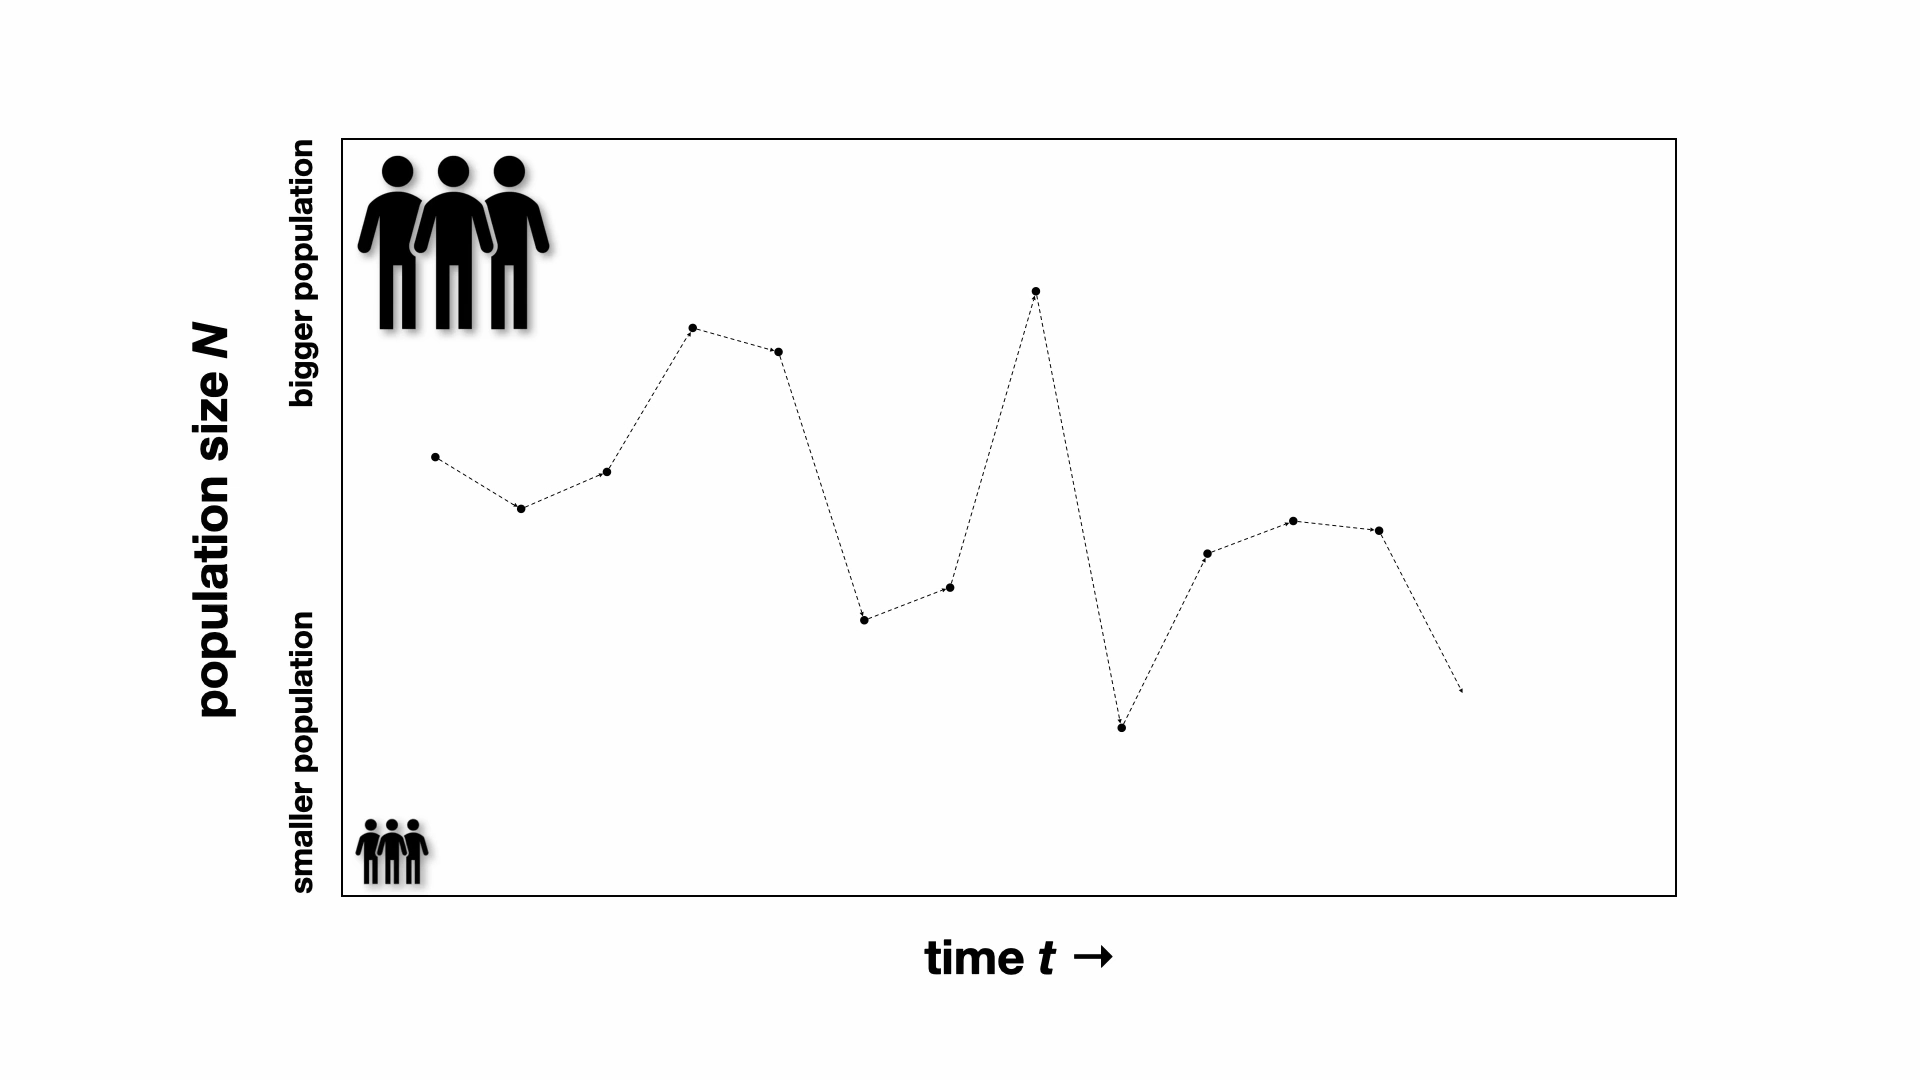 population size N
bigger population
smaller population
time t →